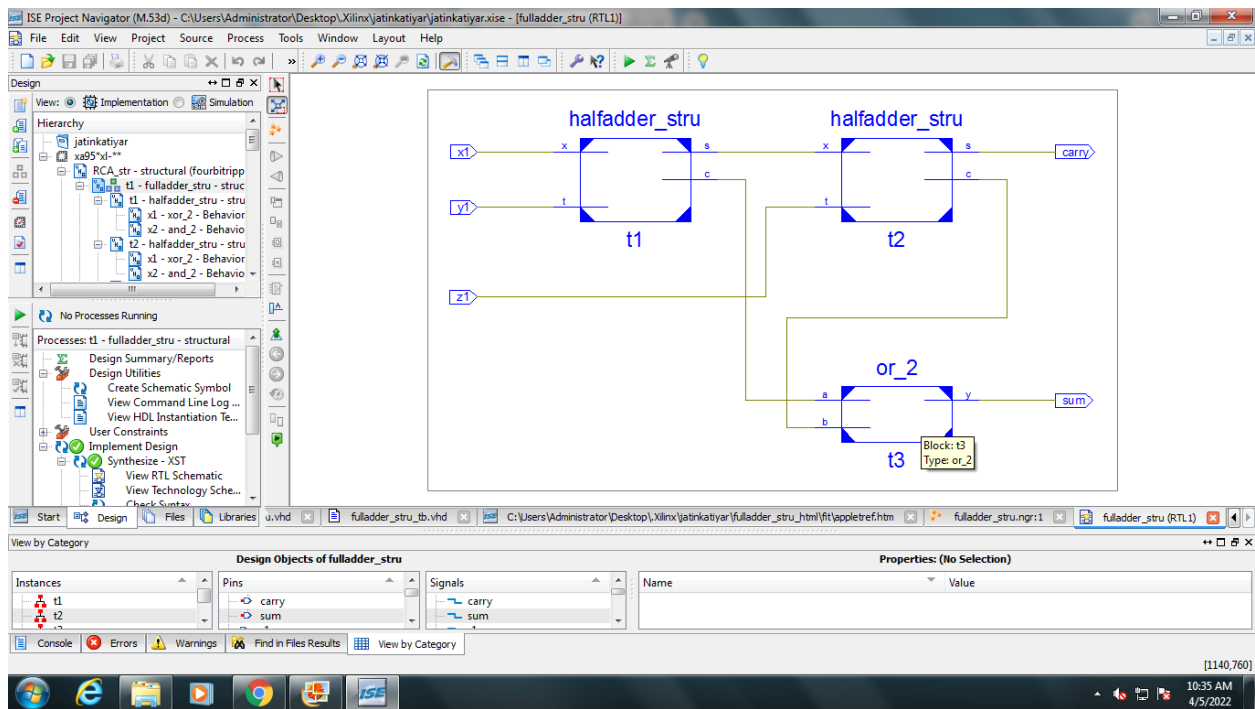 ISE Project Navigator (M.53d) - C:\Users\Administrator\Desktop\.Xilinx\jatinkatiyar\jatinkatiyar.xise - [fulladder_stru (RTL1)]
File Edit View Project Source Process Tools Window Layout Help
Design
View: Implementation Simulation
Hierarchy
jatinkatiyar
xa95*xl-**
RCA_str - structural (fourbitripp
t1 - fulladder_stru - struc
t1 - halfadder_stru - stru
x1 - xor_2 - Behavior
x2 - and_2 - Behavio
t2 - halfadder_stru - stru
x1 - xor_2 - Behavior
x2 - and_2 - Behavio
No Processes Running
Processes: t1 - fulladder_stru - structural
Design Summary/Reports
Design Utilities
Create Schematic Symbol
View Command Line Log ...
View HDL Instantiation Te...
User Constraints
Implement Design
Synthesize - XST
View RTL Schematic
View Technology Sche...
Check Syntax
halfadder_stru halfadder_stru
x1 x s x s carry
c c
y1 t t
t1 t2
z1
or_2
a y sum
b
t3
Block: t3
Type: or_2
Start Design Files Libraries u.vhd fulladder_stru_tb.vhd C:\Users\Administrator\Desktop\.Xilinx\jatinkatiyar\fulladder_stru_html\fit\appletref.htm fulladder_stru.ngr:1 fulladder_stru (RTL1)
View by Category
Design Objects of fulladder_stru Properties: (No Selection)
Instances Pins Signals Name Value
t1 carry carry
t2 sum sum
Console Errors Warnings Find in Files Results View by Category
[1140,760]
ISE
10:35 AM
4/5/2022